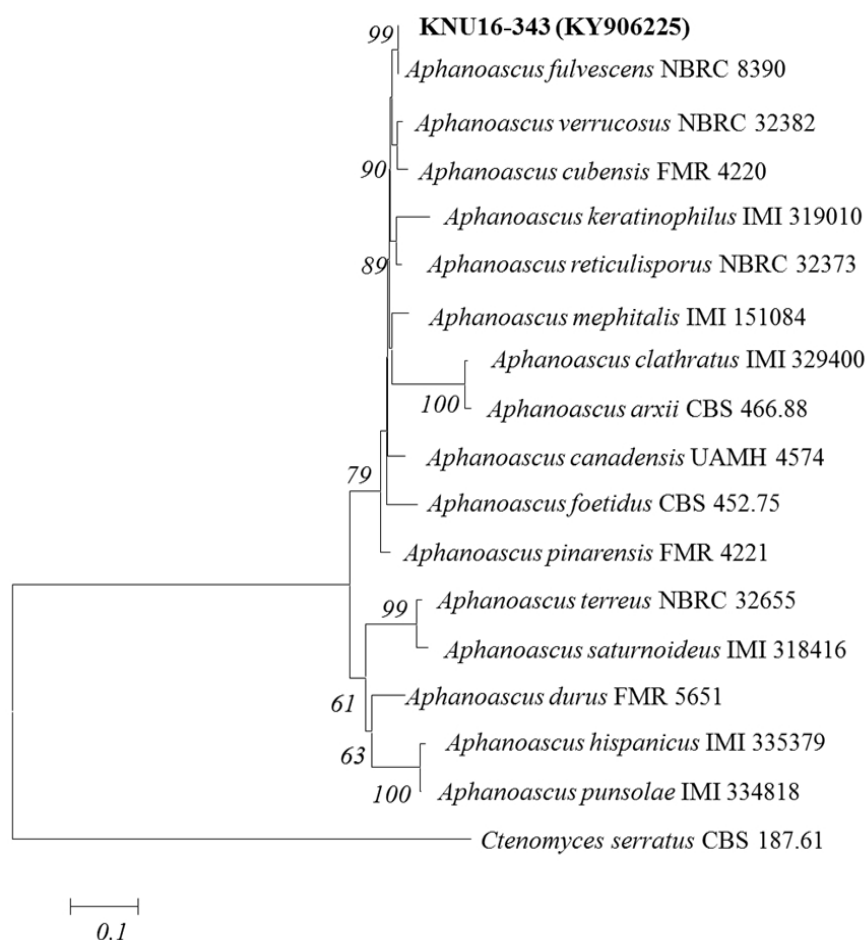 99
KNU16-343 (KY906225)
Aphanoascus fulvescens NBRC 8390
Aphanoascus verrucosus NBRC 32382
90
Aphanoascus cubensis FMR 4220
Aphanoascus keratinophilus IMI 319010
89
Aphanoascus reticulisporus NBRC 32373
Aphanoascus mephitalis IMI 151084
Aphanoascus clathratus IMI 329400
100
Aphanoascus arxii CBS 466.88
Aphanoascus canadensis UAMH 4574
79
Aphanoascus foetidus CBS 452.75
Aphanoascus pinarensis FMR 4221
99
Aphanoascus terreus NBRC 32655
Aphanoascus saturnoideus IMI 318416
61
Aphanoascus durus FMR 5651
63
Aphanoascus hispanicus IMI 335379
100
Aphanoascus punsolae IMI 334818
Ctenomyces serratus CBS 187.61
0.1